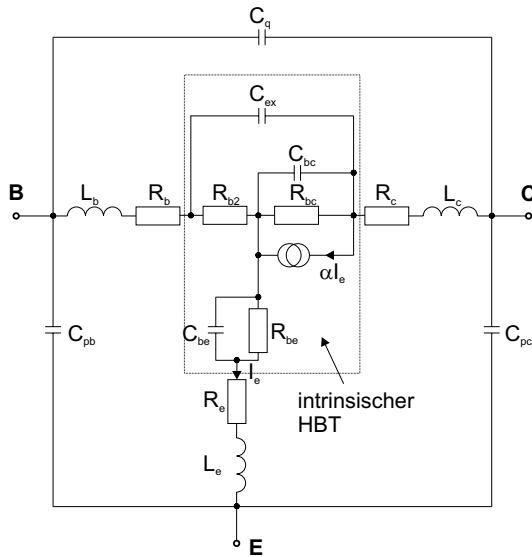 C_q
C_ex
C_bc
B
L_b
R_b
R_b2
R_bc
R_c
L_c
C
αI_e
C_pb
C_be
R_be
C_pc
I_e
R_e
intrinsischer
HBT
L_e
E